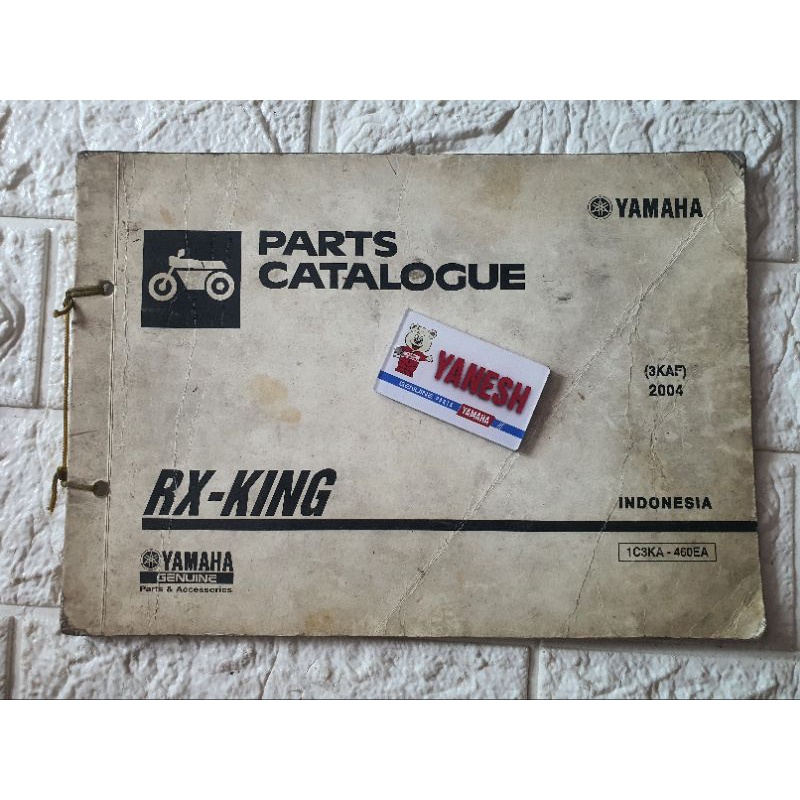 YAMAHA
PARTS
CATALOGUE
YANESH
GENUINE PARTS YAMAHA
(3KAF)
2004
RX-KING
INDONESIA
1C3KA - 460EA
YAMAHA
GENUINE
Parts & Accessories